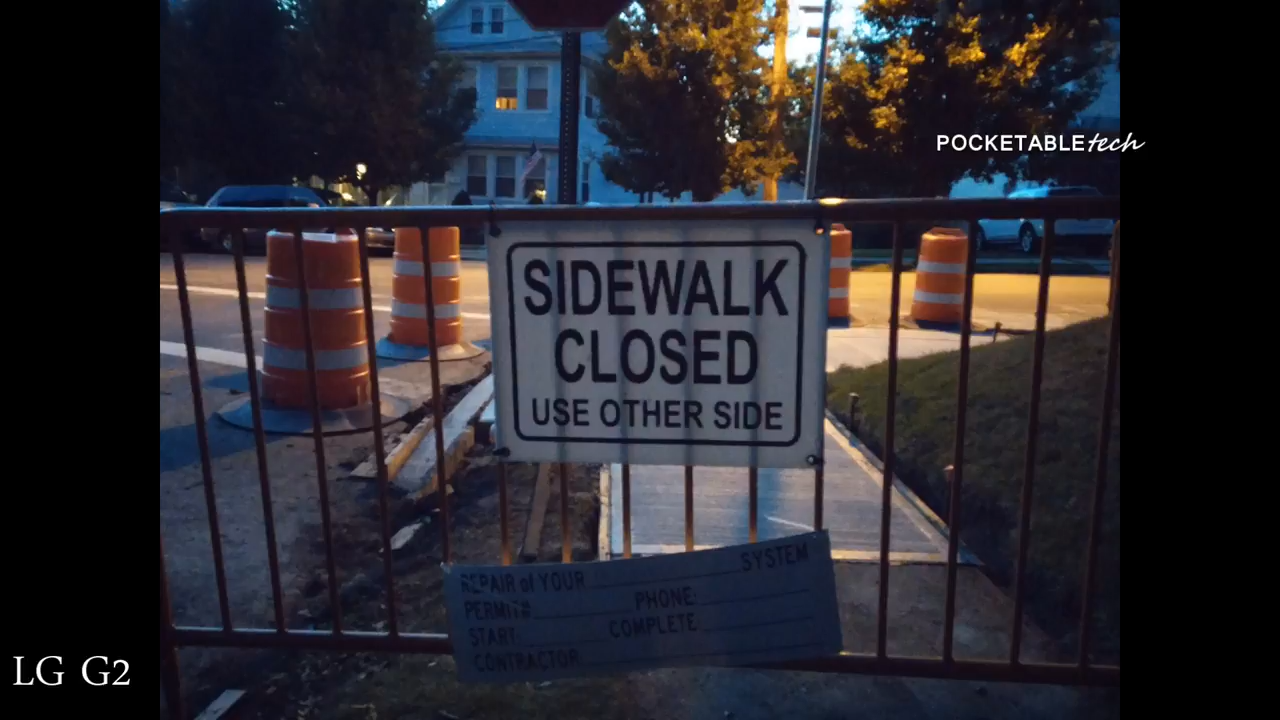 POCKETABLEtech
SIDEWALK
CLOSED
USE OTHER SIDE
REPAIR of YOUR SYSTEM
PERMIT# PHONE:
START: COMPLETE
CONTRACTOR
LG G2